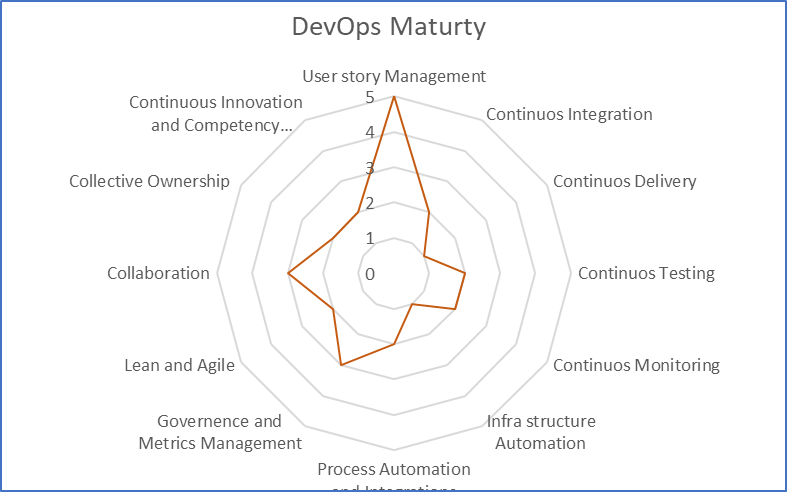 DevOps Maturty
User story Management
Continuos Integration
Continuos Delivery
Continuos Testing
Continuos Monitoring
Infra structure
Automation
Process Automation
and Integrations
Governence and
Metrics Management
Lean and Agile
Collaboration
Collective Ownership
Continuous Innovation
and Competency...
5
4
3
2
1
0